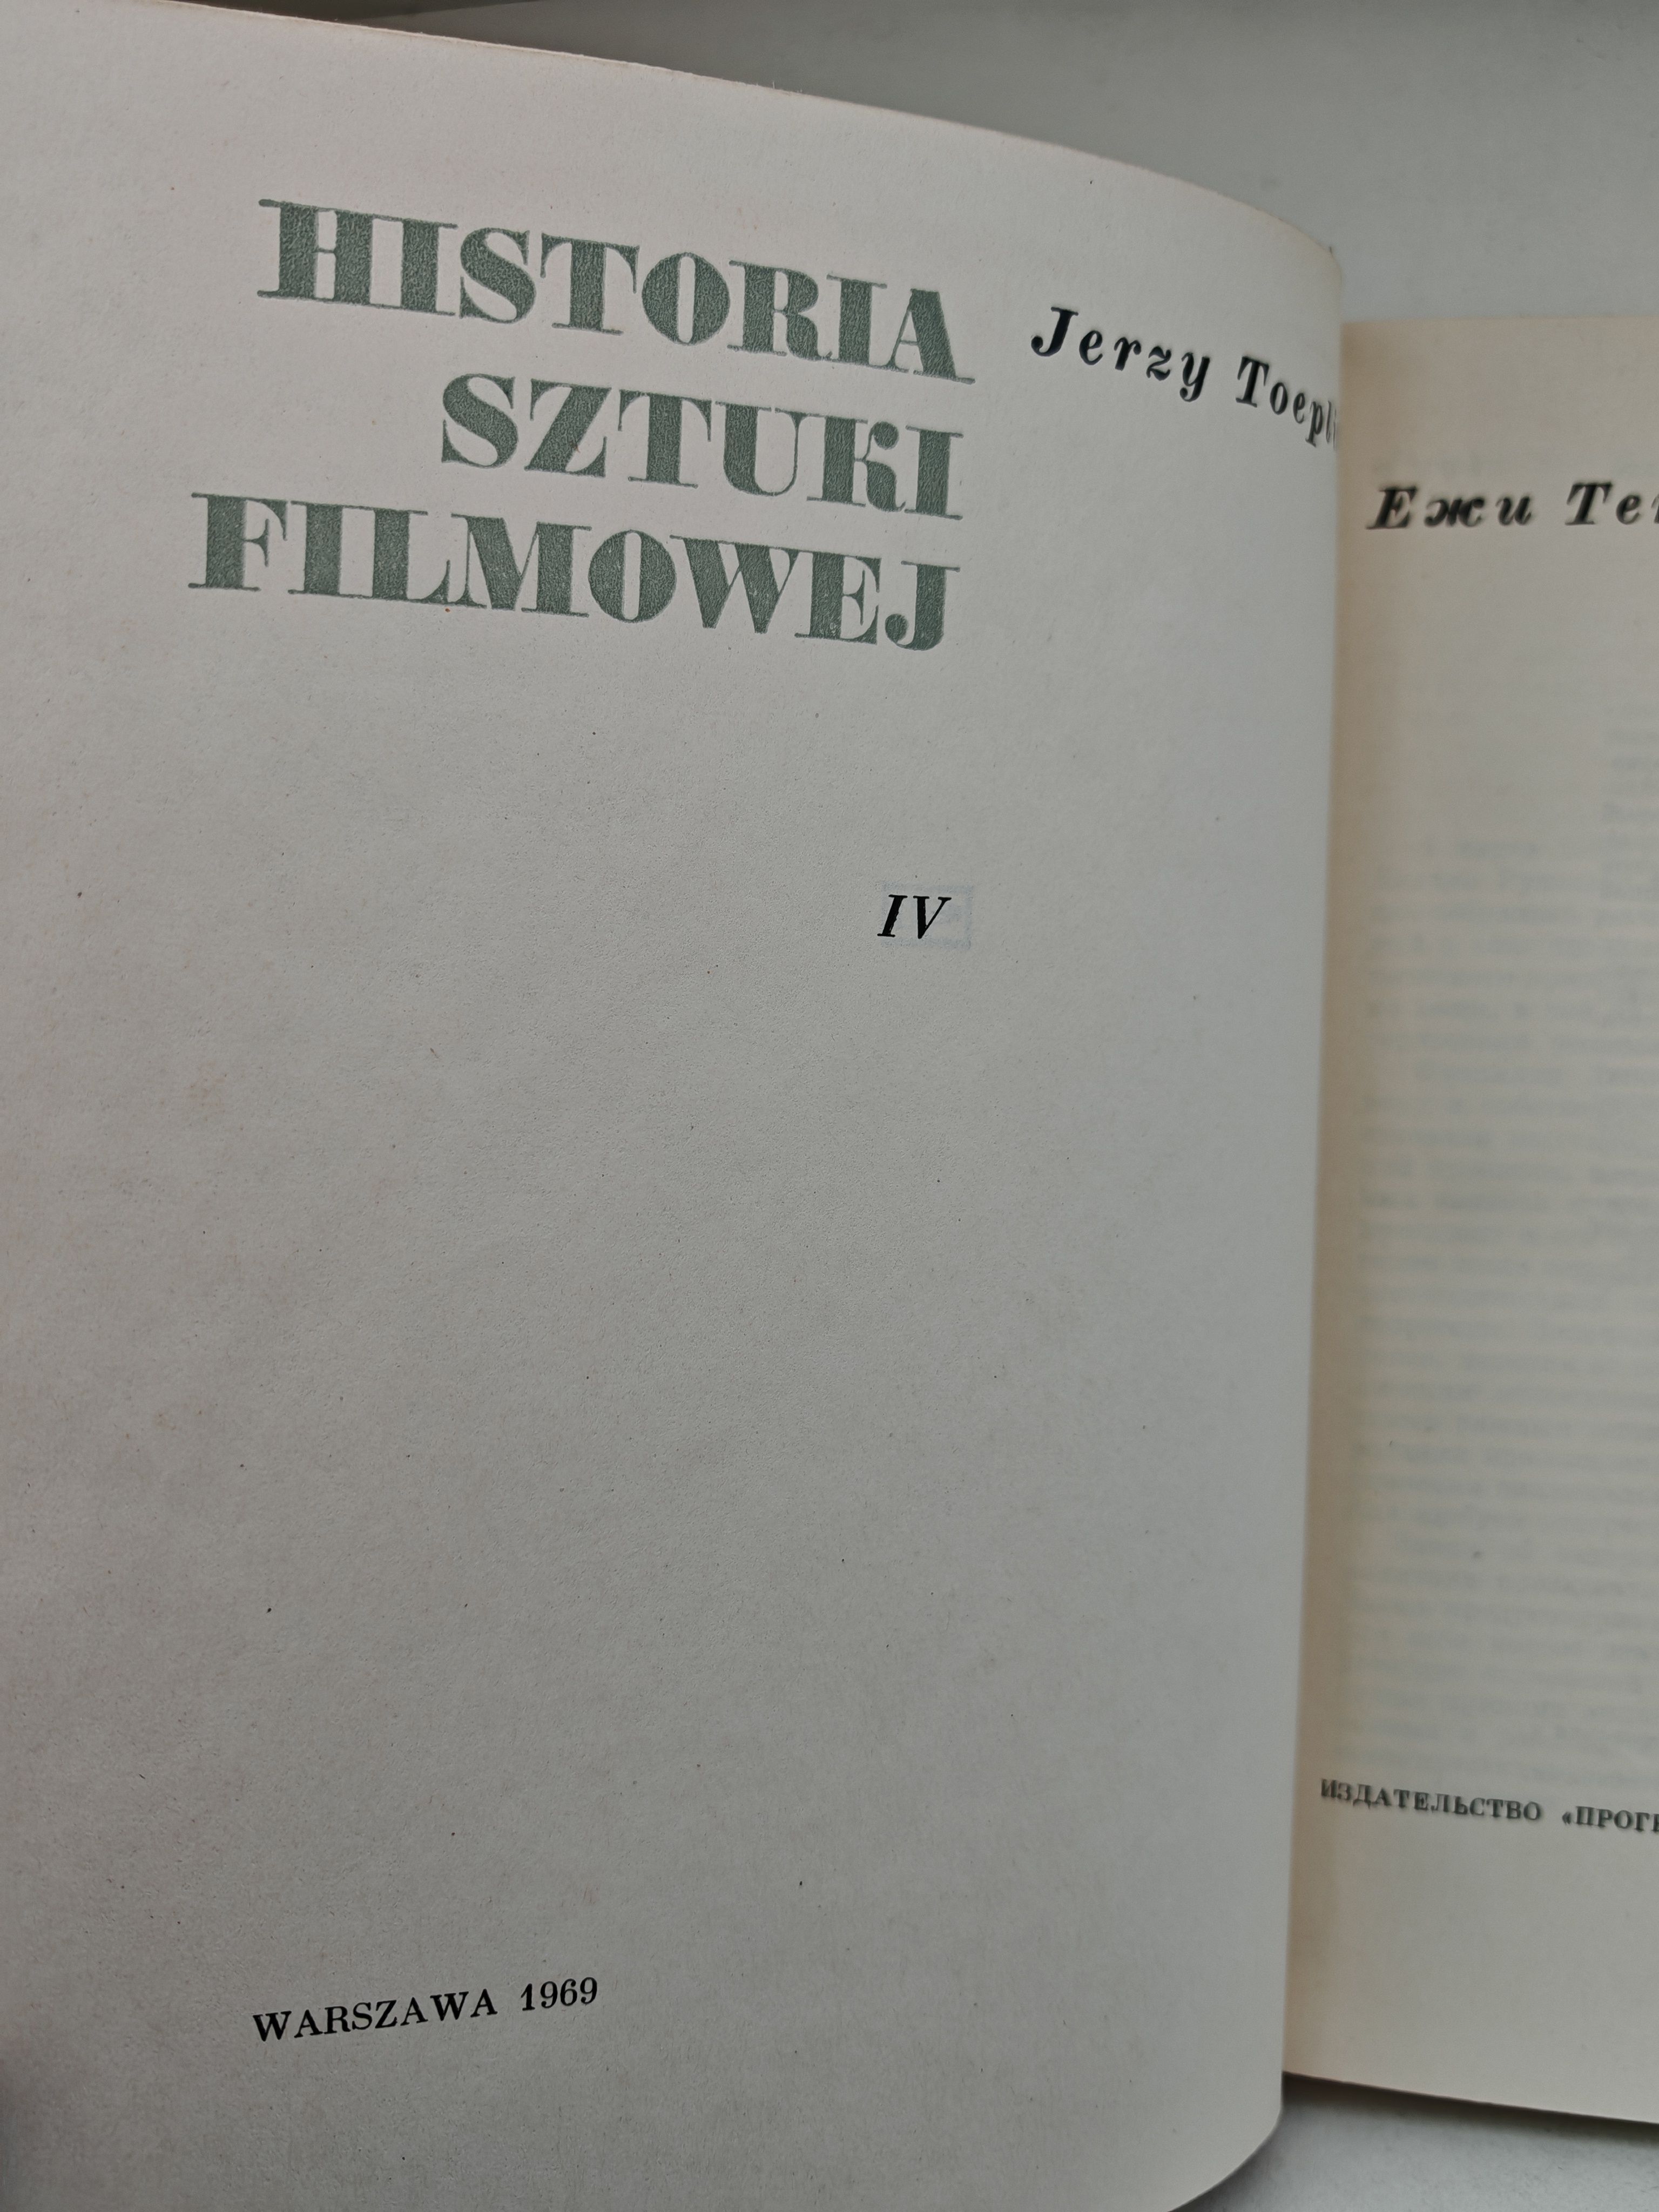 HISTORIA
SZTUKI
FILMOWEJ
Jerzy
IV
WARSZAWA 1969
Ежи
ИЗДАТЕЛЬСТВО